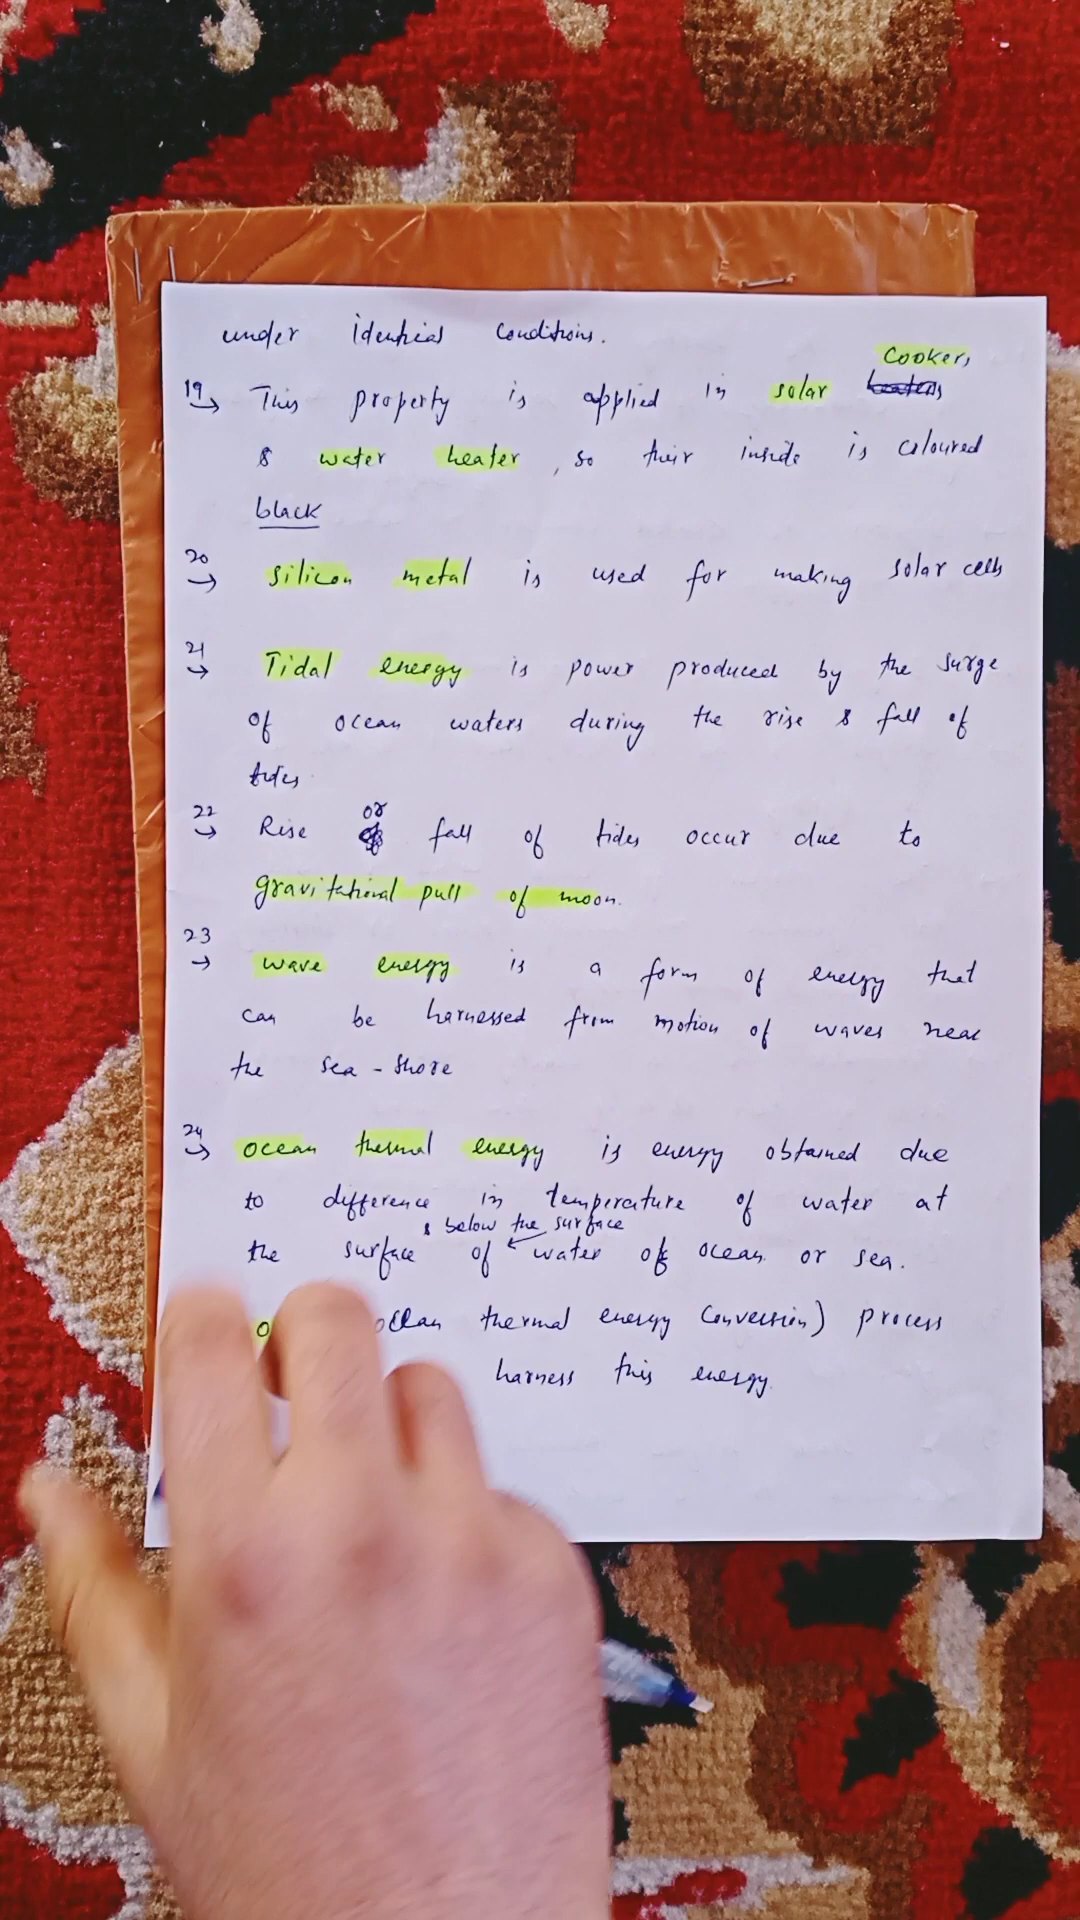 under identical conditions.
cookers
19→ This property is applied in solar heaters
& water heater, so their inside is coloured
black
20→ silicon metal is used for making solar cells
21→ Tidal energy is power produced by the surge
of ocean waters during the rise & fall of
tides.
or
22→ Rise fall of tides occur due to
gravitational pull of moon.
23→ wave energy is a form of energy that
can be harnessed from motion of waves near
the sea-shore
24→ ocean thermal energy is energy obtained due
to difference in temperature of water at
& below the surface
the surface of water of ocean or sea.
ocean thermal energy conversion) process
harness this energy.